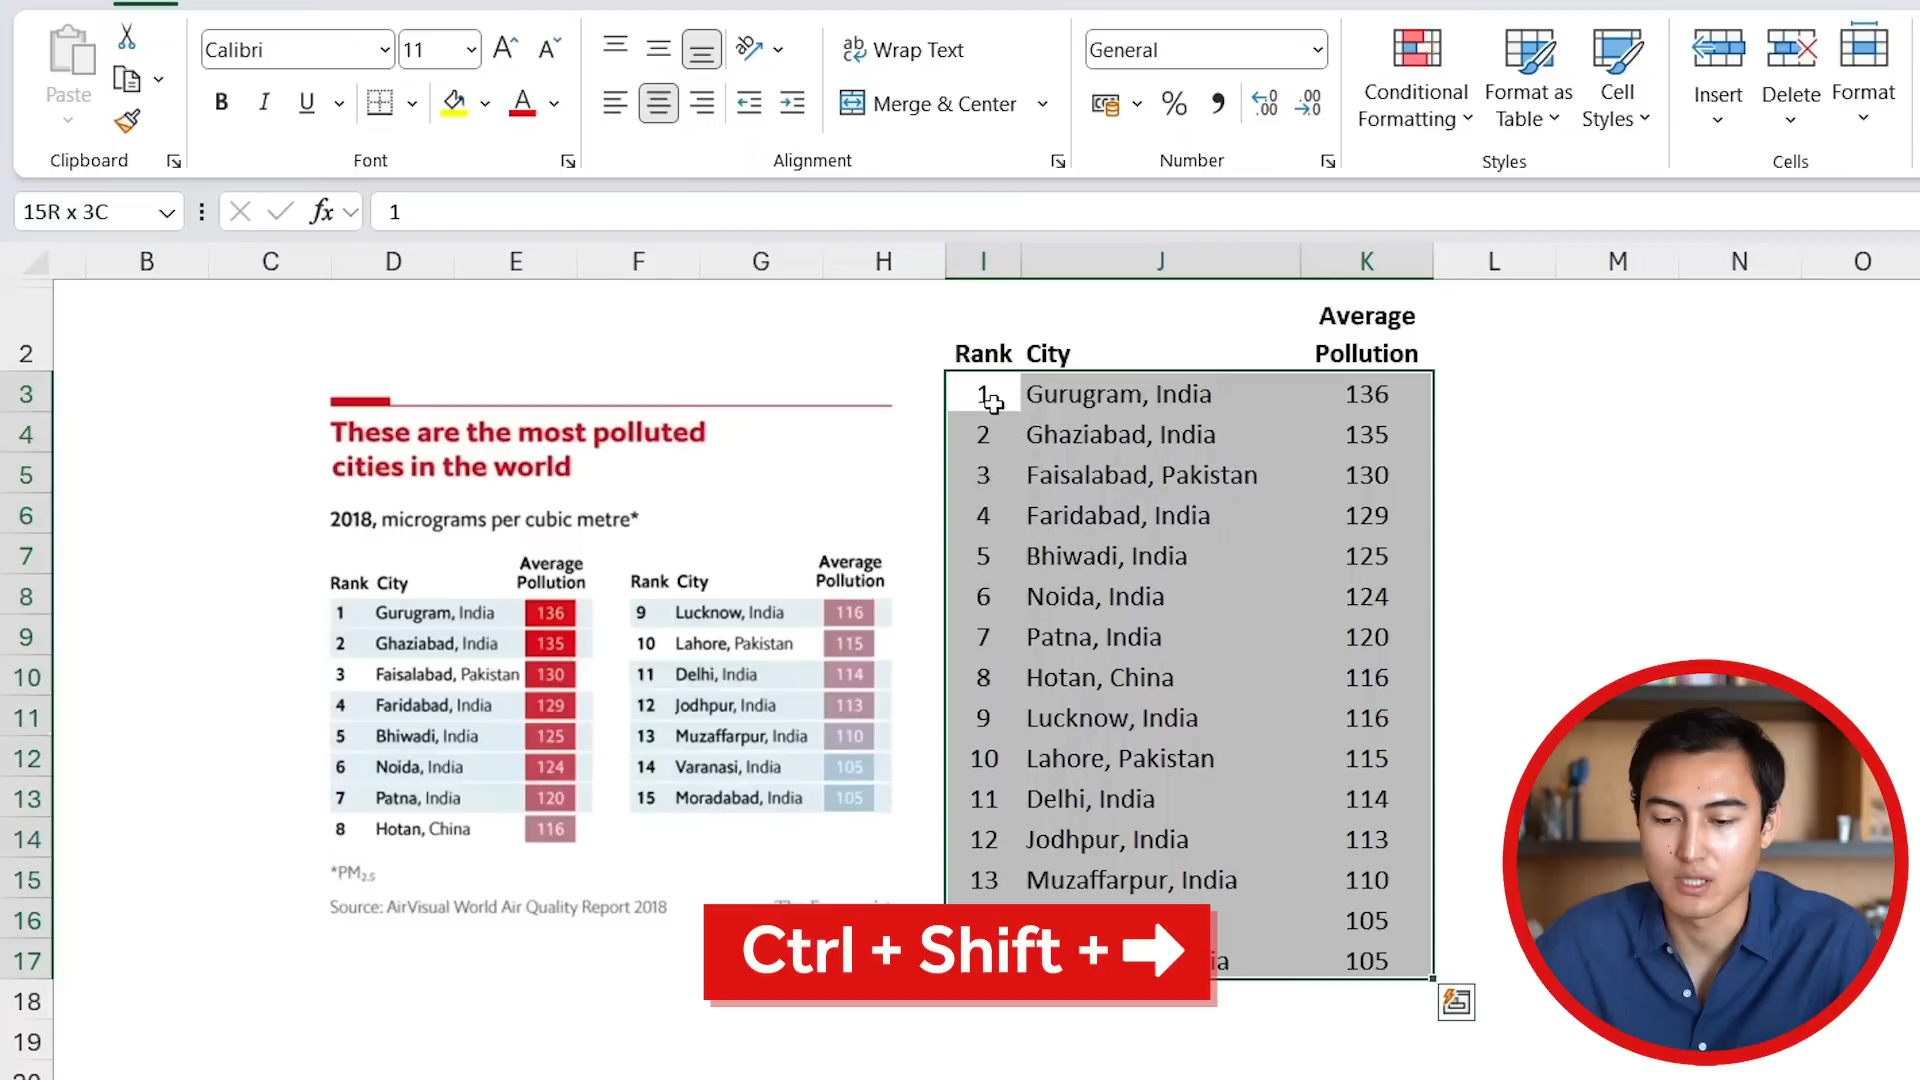 Calibri
11
A^
Aˇ
ab
Wrap Text
General
Paste
B I U
A
Merge & Center
% 9
Conditional
Formatting
Format as
Table
Cell
Styles
Insert
Delete
Format
Clipboard
Font
Alignment
Number
Styles
Cells
15R x 3C
fx
1
B C D E F G H I J K L M N O
2
3
4
5
6
7
8
9
10
11
12
13
14
15
16
17
18
19
These are the most polluted
cities in the world
2018, micrograms per cubic metre*
Rank City Average Pollution
1 Gurugram, India 136
2 Ghaziabad, India 135
3 Faisalabad, Pakistan 130
4 Faridabad, India 129
5 Bhiwadi, India 125
6 Noida, India 124
7 Patna, India 120
8 Hotan, China 116
Rank City Average Pollution
9 Lucknow, India 116
10 Lahore, Pakistan 115
11 Delhi, India 114
12 Jodhpur, India 113
13 Muzaffarpur, India 110
14 Varanasi, India 105
15 Moradabad, India 105
*PM2.5
Source: AirVisual World Air Quality Report 2018
Rank City Average Pollution
1 Gurugram, India 136
2 Ghaziabad, India 135
3 Faisalabad, Pakistan 130
4 Faridabad, India 129
5 Bhiwadi, India 125
6 Noida, India 124
7 Patna, India 120
8 Hotan, China 116
9 Lucknow, India 116
10 Lahore, Pakistan 115
11 Delhi, India 114
12 Jodhpur, India 113
13 Muzaffarpur, India 110
105
ia 105
Ctrl + Shift + ➡